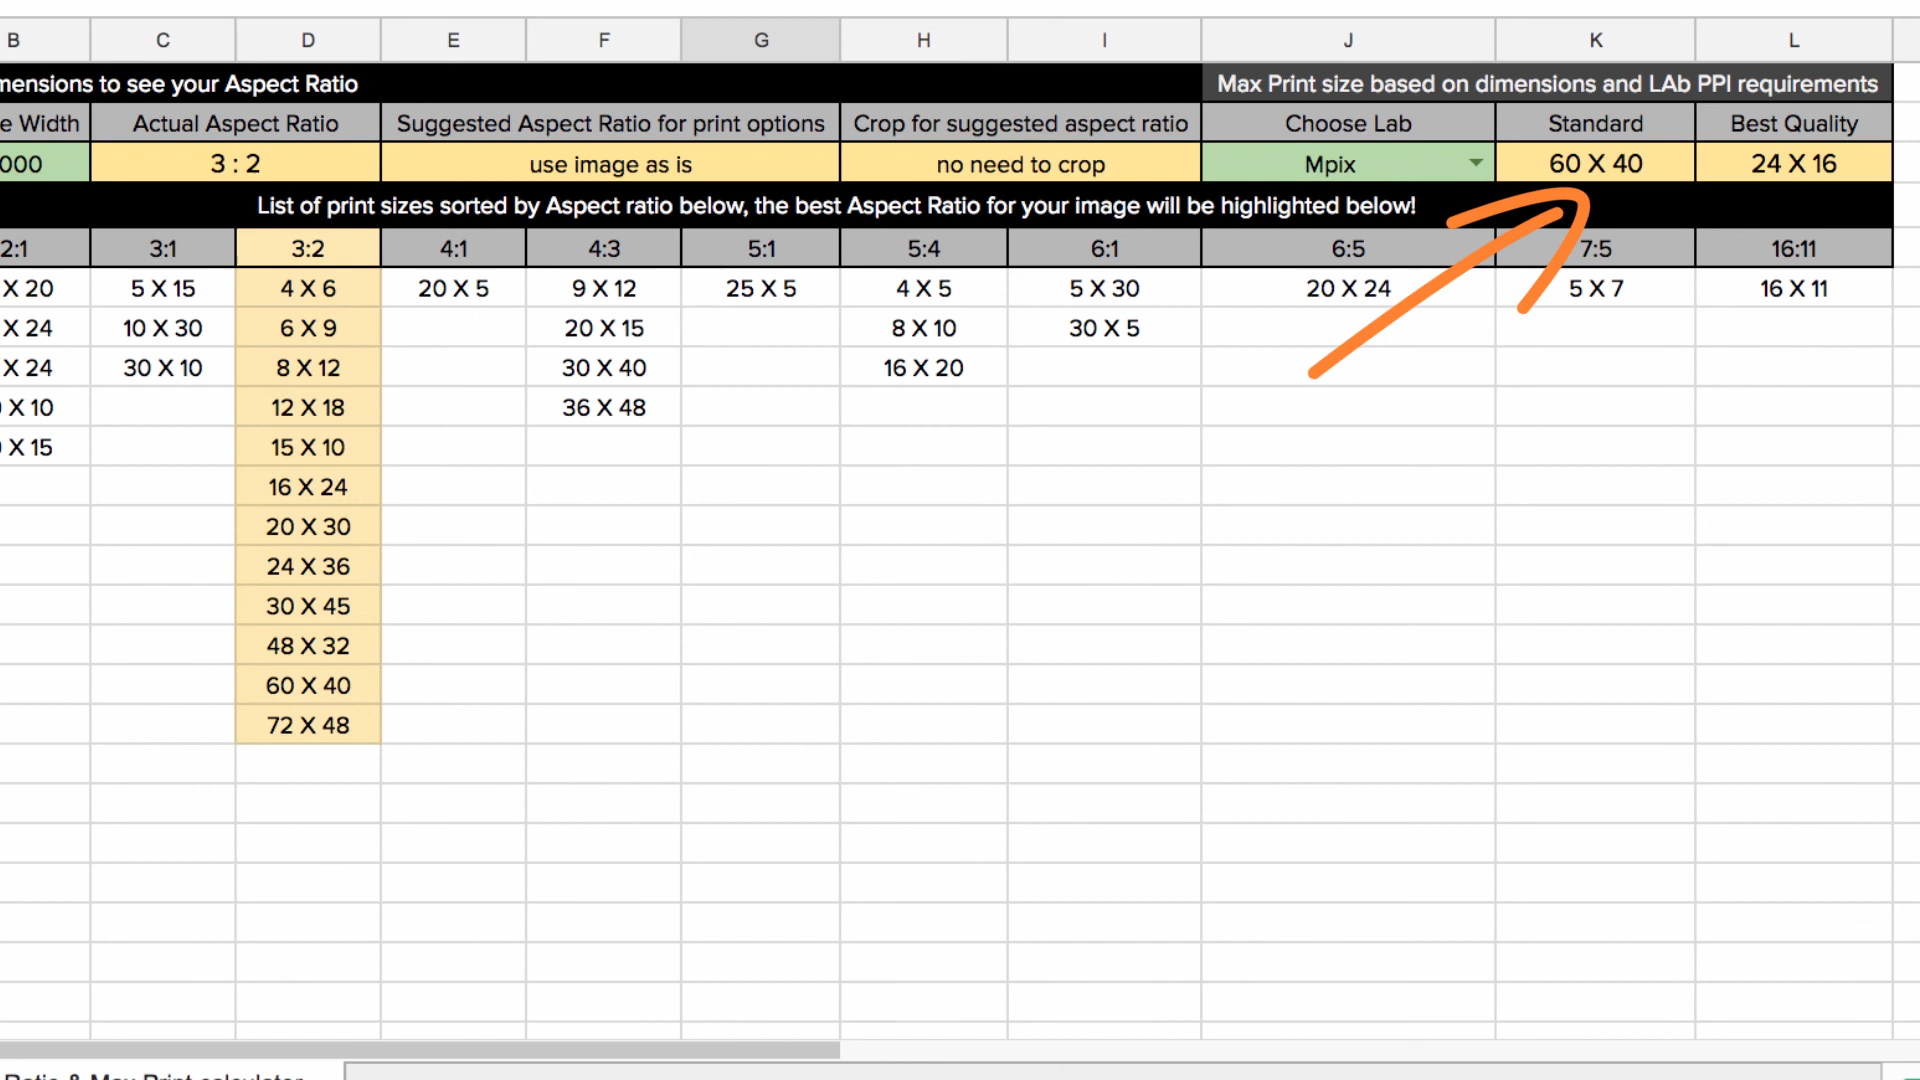 B C D E F G H I J K L
mensions to see your Aspect Ratio Max Print size based on dimensions and LAb PPI requirements
e Width Actual Aspect Ratio Suggested Aspect Ratio for print options Crop for suggested aspect ratio Choose Lab Standard Best Quality
000 3 : 2 use image as is no need to crop Mpix 60 X 40 24 X 16
List of print sizes sorted by Aspect ratio below, the best Aspect Ratio for your image will be highlighted below!
2:1 3:1 3:2 4:1 4:3 5:1 5:4 6:1 6:5 7:5 16:11
X 20 5 X 15 4 X 6 20 X 5 9 X 12 25 X 5 4 X 5 5 X 30 20 X 24 5 X 7 16 X 11
X 24 10 X 30 6 X 9 20 X 15 8 X 10 30 X 5
X 24 30 X 10 8 X 12 30 X 40 16 X 20
X 10 12 X 18 36 X 48
X 15 15 X 10
16 X 24
20 X 30
24 X 36
30 X 45
48 X 32
60 X 40
72 X 48
Ratio & Max Print calculator